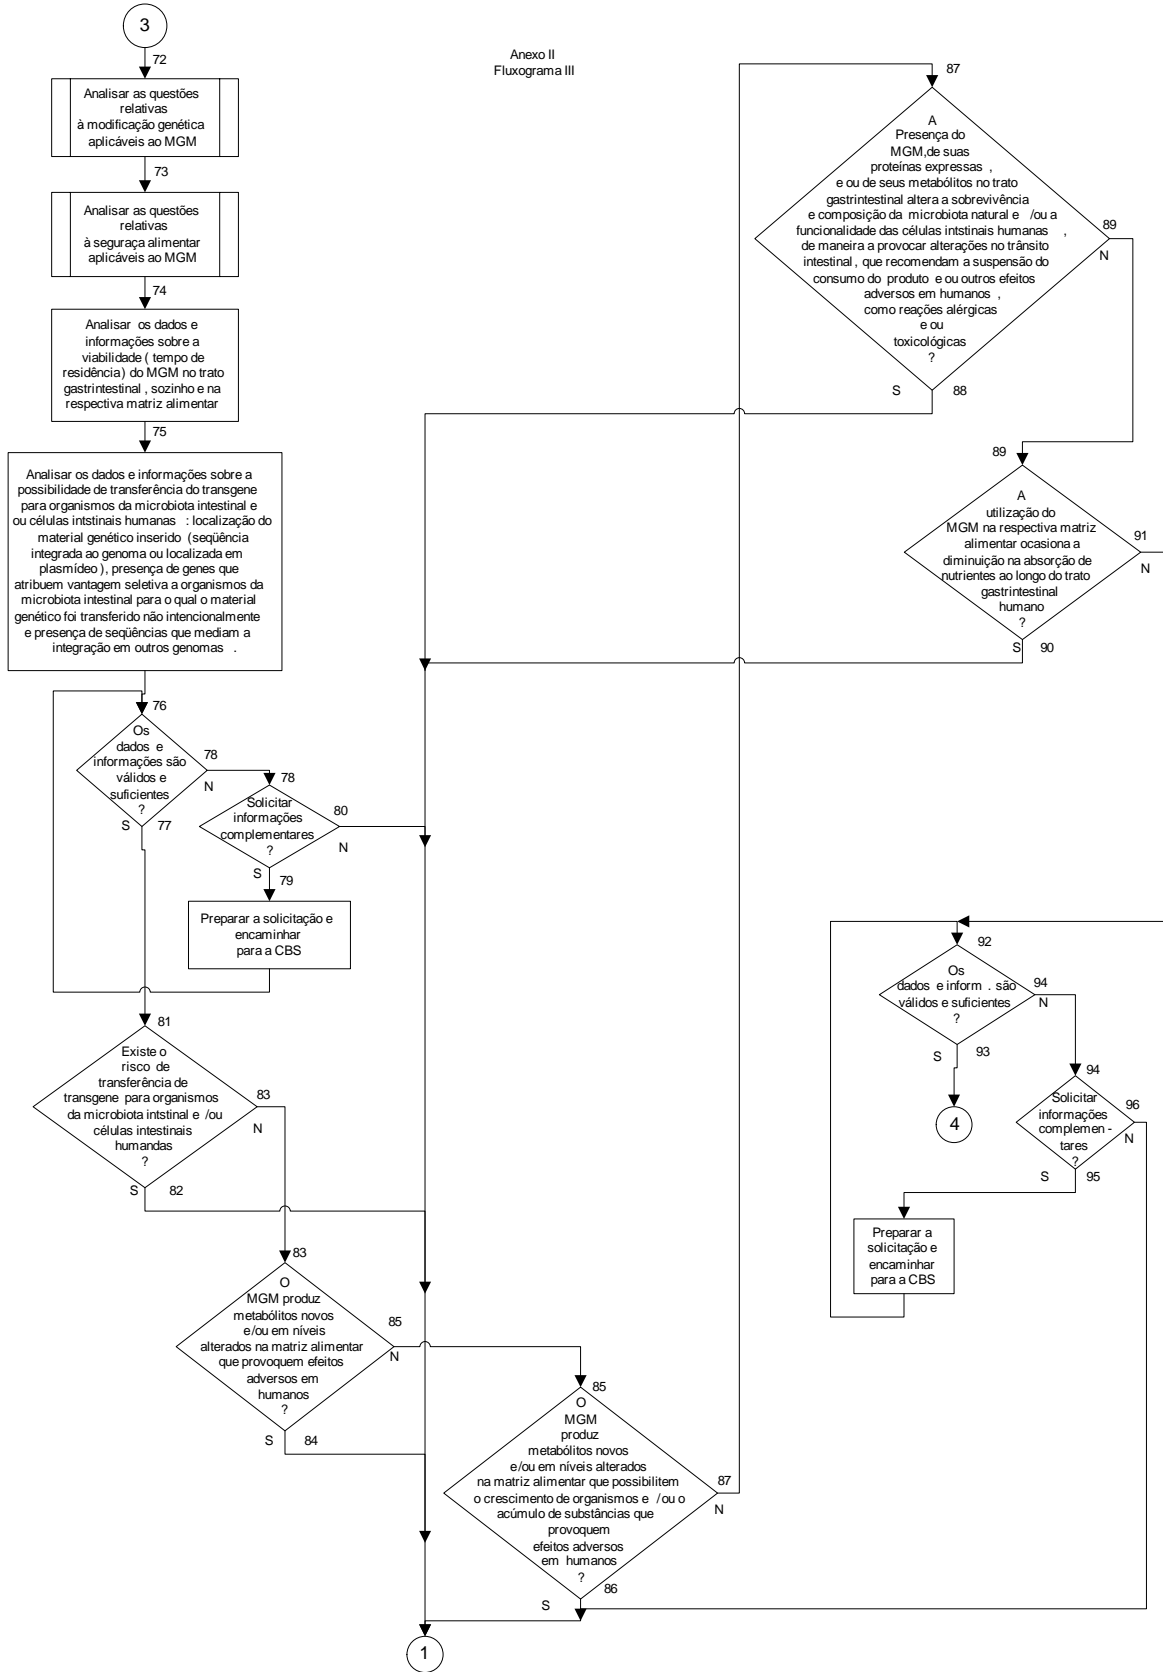 3
72
Anexo II
Fluxograma III
Analisar as questões
relativas
à modificação genética
aplicáveis ao MGM
73
Analisar as questões
relativas
à seguraça alimentar
aplicáveis ao MGM
74
Analisar os dados e
informações sobre a
viabilidade ( tempo de
residência) do MGM no trato
gastrintestinal , sozinho e na
respectiva matriz alimentar
75
Analisar os dados e informações sobre a
possibilidade de transferência do transgene
para organismos da microbiota intestinal e
ou células intstinais humanas : localização do
material genético inserido (seqüência
integrada ao genoma ou localizada em
plasmídeo ), presença de genes que
atribuem vantagem seletiva a organismos da
microbiota intestinal para o qual o material
genético foi transferido não intencionalmente
e presença de seqüências que mediam a
integração em outros genomas .
76
Os
dados e
informações são
válidos e
suficientes
?
78
N
S
77
78
Solicitar
informações
complementares
?
80
N
S
79
Preparar a solicitação e
encaminhar
para a CBS
81
Existe o
risco de
transferência de
transgene para organismos
da microbiota intstinal e /ou
células intestinais
humandas
?
83
N
S
82
83
O
MGM produz
metabólitos novos
e/ou em níveis
alterados na matriz alimentar
que provoquem efeitos
adversos em
humanos
?
85
N
S
84
85
O
MGM
produz
metabólitos novos
e/ou em níveis alterados
na matriz alimentar que possibilitem
o crescimento de organismos e /ou o
acúmulo de substâncias que
provoquem
efeitos adversos
em humanos
?
87
N
86
S
87
A
Presença do
MGM,de suas
proteínas expressas ,
e ou de seus metabólitos no trato
gastrintestinal altera a sobrevivência
e composição da microbiota natural e /ou a
funcionalidade das células intstinais humanas ,
de maneira a provocar alterações no trânsito
intestinal , que recomendam a suspensão do
consumo do produto e ou outros efeitos
adversos em humanos ,
como reações alérgicas
e ou
toxicológicas
?
89
N
S
88
89
A
utilização do
MGM na respectiva matriz
alimentar ocasiona a
diminuição na absorção de
nutrientes ao longo do trato
gastrintestinal
humano
?
91
N
S
90
92
Os
dados e inform . são
válidos e suficientes
?
94
N
S
93
4
94
Solicitar
informações
complemen -
tares
?
96
N
S
95
Preparar a
solicitação e
encaminhar
para a CBS
1